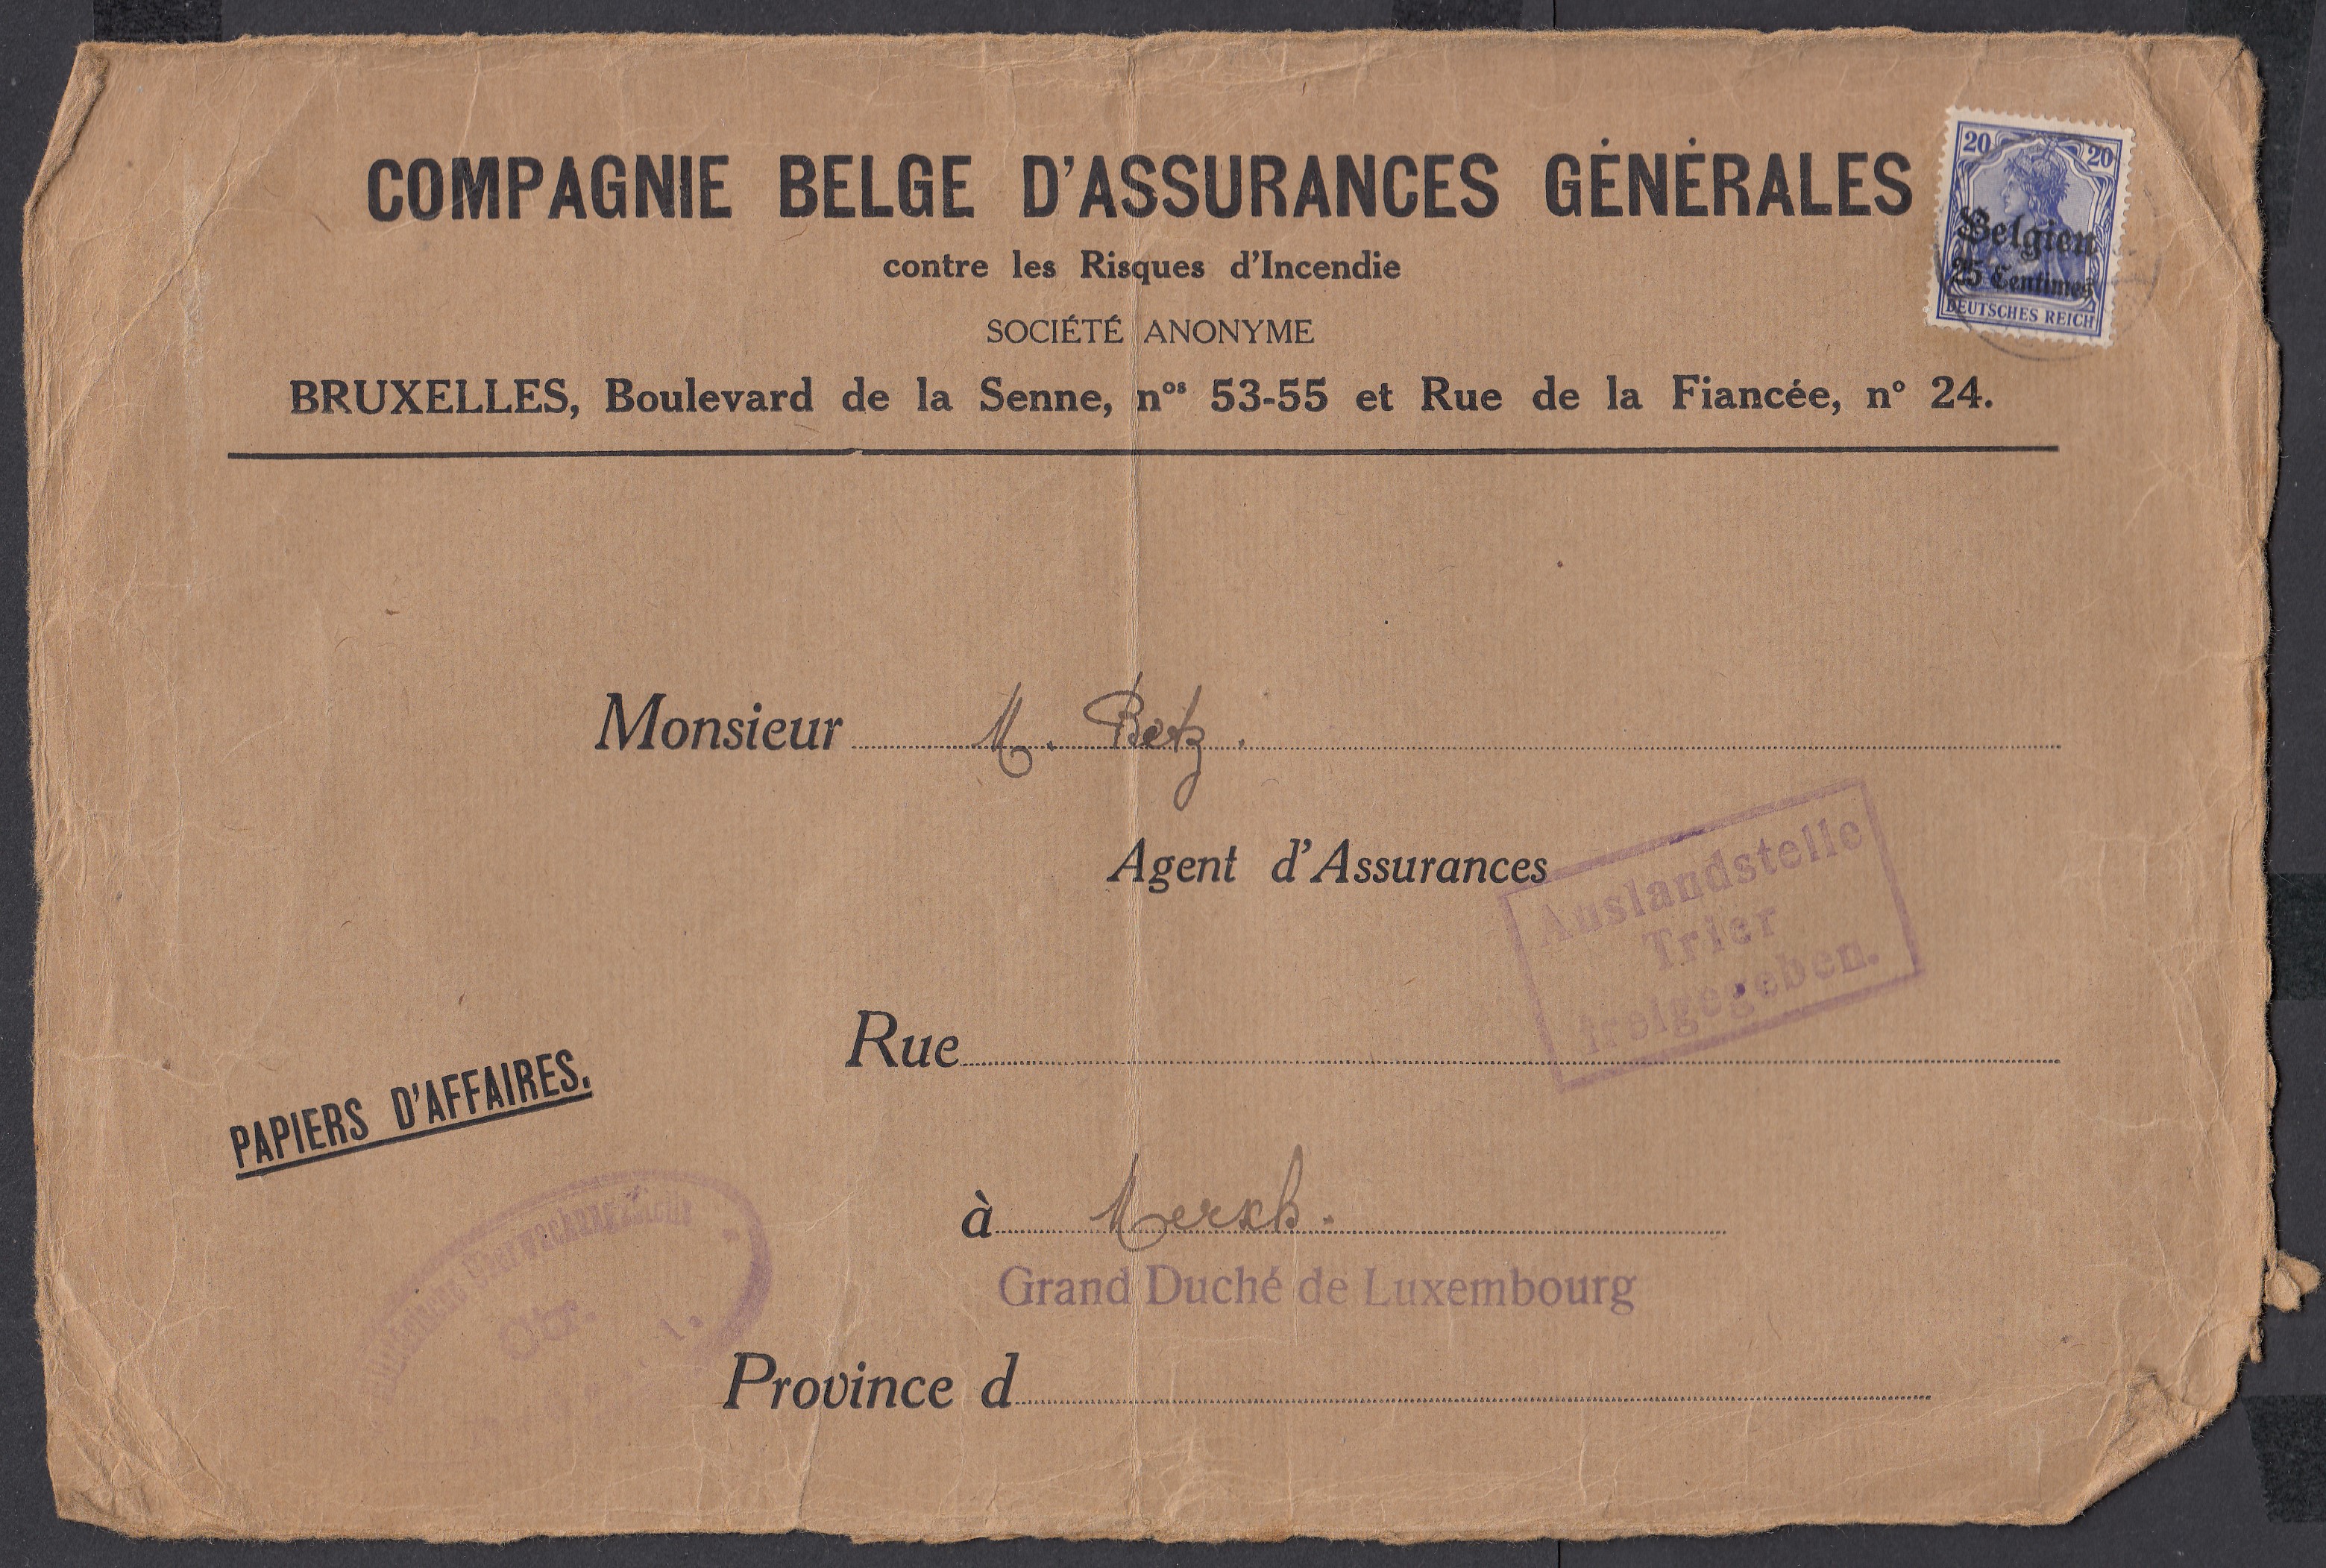 COMPAGNIE BELGE D'ASSURANCES GÉNÉRALES
20 20
Belgien
25 Centimes
DEUTSCHES REICH
contre les Risques d'Incendie
SOCIÉTÉ ANONYME
BRUXELLES, Boulevard de la Senne, nos 53-55 et Rue de la Fiancée, n° 24.
Monsieur M. Betz.
Agent d'Assurances
Auslandstelle
Trier
freigegeben.
Rue
PAPIERS D'AFFAIRES.
à Mersch.
Grand Duché de Luxembourg
Province d